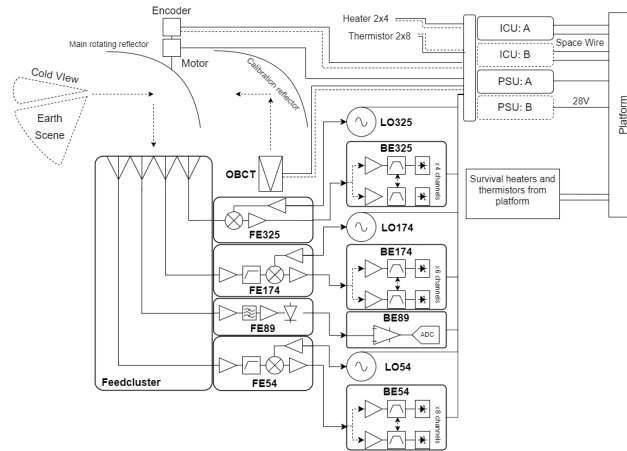 Encoder
Main rotating reflector
Motor
Calibration reflector
Cold VIew
Earth
Scene
OBCT
Heater 2x4
Thermistor 2x8
ICU: A
ICU: B
PSU: A
PSU: B
Space Wire
28V
Platform
Survival heaters and
thermistors from
platform
LO325
BE325
x4 channels
FE325
LO174
BE174
x6 channels
FE174
BE89
ADC
FE89
LO54
BE54
x8 channels
FE54
Feedcluster